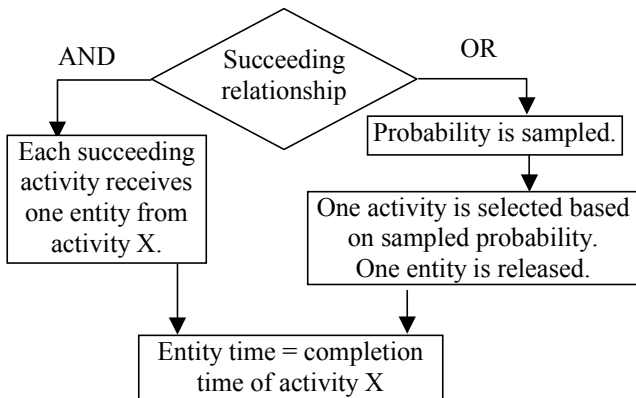 AND
Succeeding
relationship
OR
Each succeeding
activity receives
one entity from
activity X.
Probability is sampled.
One activity is selected based
on sampled probability.
One entity is released.
Entity time = completion
time of activity X